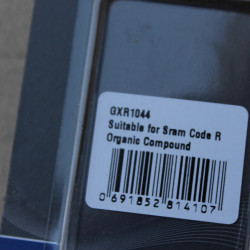 GXR1044
Suitable for Sram Code R
Organic Compound
0 691852 814107